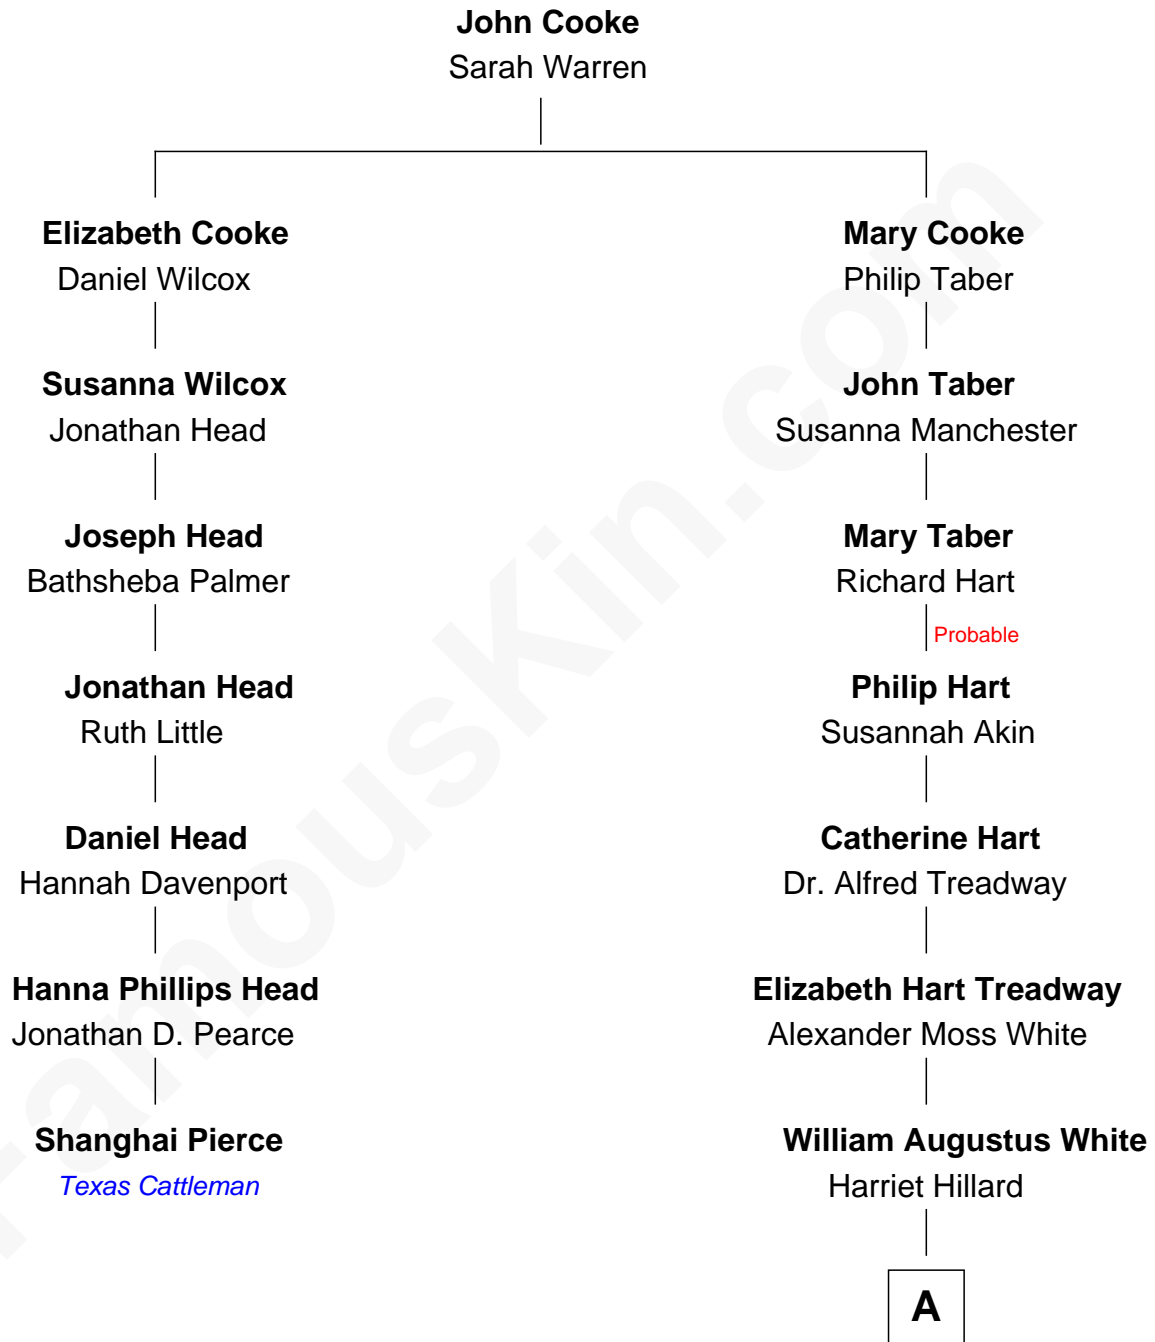 John Cooke
Sarah Warren
Elizabeth Cooke
Daniel Wilcox
Mary Cooke
Philip Taber
Susanna Wilcox
Jonathan Head
John Taber
Susanna Manchester
Joseph Head
Bathsheba Palmer
Mary Taber
Richard Hart
Probable
Jonathan Head
Ruth Little
Philip Hart
Susannah Akin
Daniel Head
Hannah Davenport
Catherine Hart
Dr. Alfred Treadway
Hanna Phillips Head
Jonathan D. Pearce
Elizabeth Hart Treadway
Alexander Moss White
Shanghai Pierce
Texas Cattleman
William Augustus White
Harriet Hillard
A
FamousKin.com